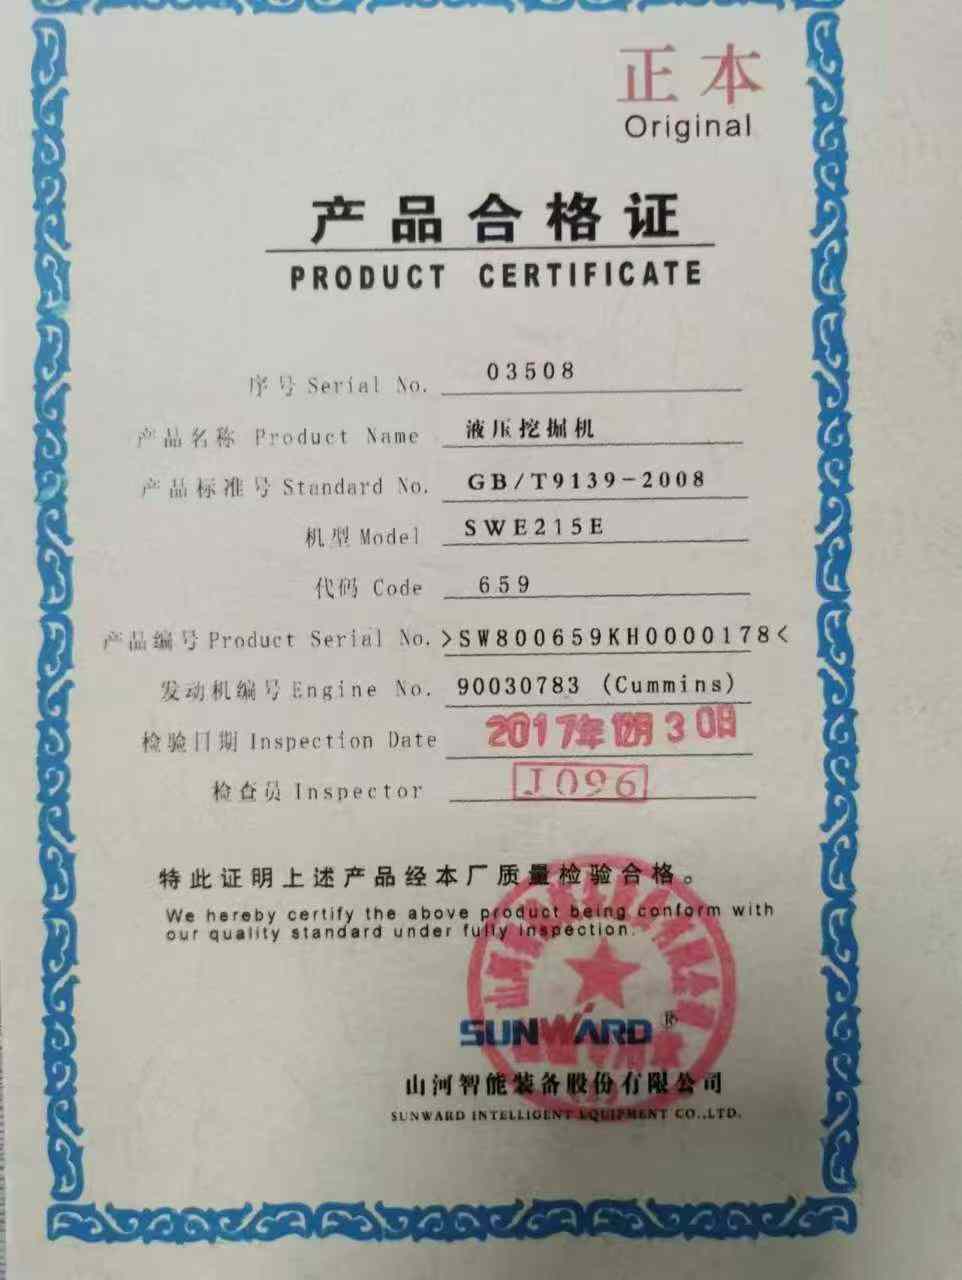 正本
Original
产品合格证
PRODUCT CERTIFICATE
序号 Serial No. 03508
产品名称 Product Name 液压挖掘机
产品标准号 Standard No. GB/T9139-2008
机型 Model SWE215E
代码 Code 659
产品编号 Product Serial No. >SW800659KH0000178<
发动机编号 Engine No. 90030783 (Cummins)
检验日期 Inspection Date 2017年12月30日
检查员 Inspector J096
特此证明上述产品经本厂质量检验合格。
We hereby certify the above product being conform with
our quality standard under fully inspection.
SUNWARD®
山河智能装备股份有限公司
SUNWARD INTELLIGENT EQUIPMENT CO.,LTD.